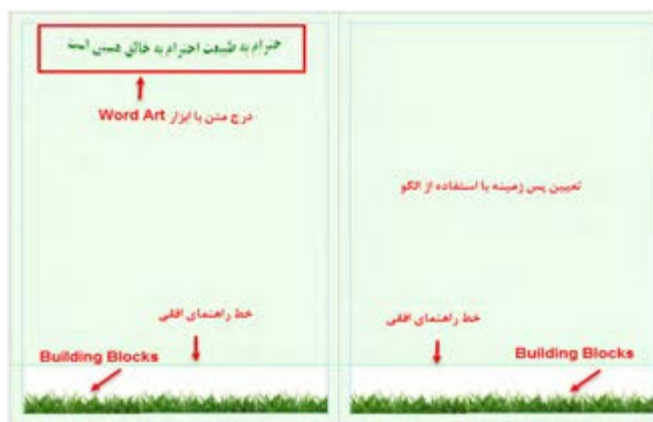 احترام به طبیعت احترام به خالق هستی است
درج متن با ابزار Word Art
تعیین پس زمینه با استفاده از الگو
خط راهنمای افقی
خط راهنمای افقی
Building Blocks
Building Blocks